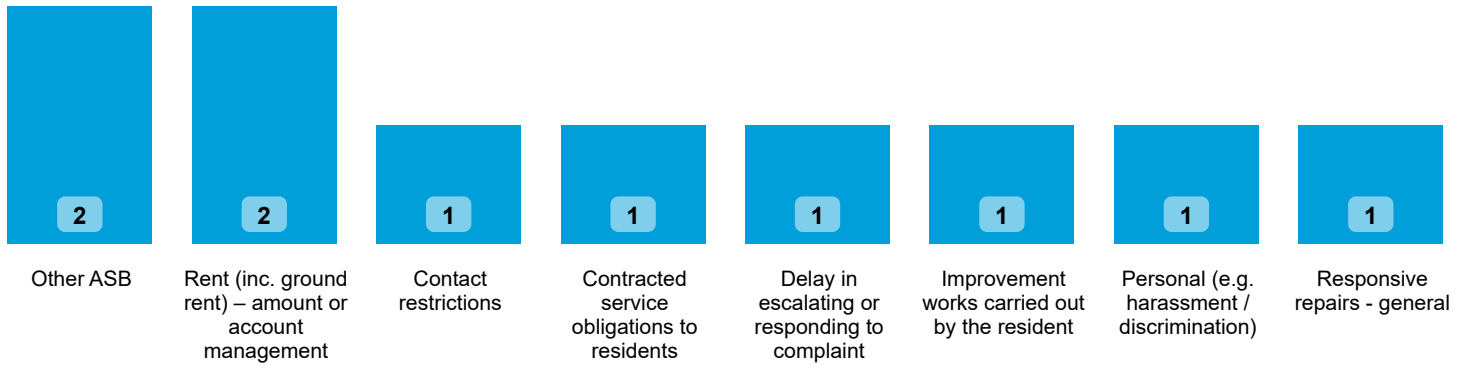 2
2
1
1
1
1
1
1
Other ASB
Rent (inc. ground
rent) – amount or
account
management
Contact
restrictions
Contracted
service
obligations to
residents
Delay in
escalating or
responding to
complaint
Improvement
works carried out
by the resident
Personal (e.g.
harassment /
discrimination)
Responsive
repairs - general